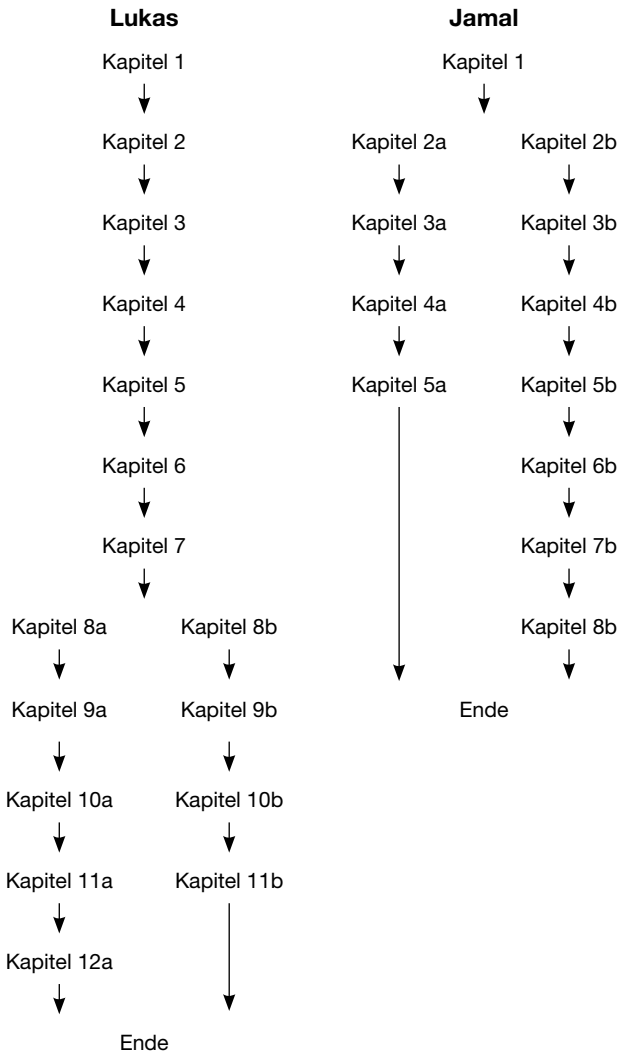 Lukas Jamal
Kapitel 1 Kapitel 1
Kapitel 2 Kapitel 2a Kapitel 2b
Kapitel 3 Kapitel 3a Kapitel 3b
Kapitel 4 Kapitel 4a Kapitel 4b
Kapitel 5 Kapitel 5a Kapitel 5b
Kapitel 6 Kapitel 6b
Kapitel 7 Kapitel 7b
Kapitel 8a Kapitel 8b Kapitel 8b
Kapitel 9a Kapitel 9b Ende
Kapitel 10a Kapitel 10b
Kapitel 11a Kapitel 11b
Kapitel 12a
Ende